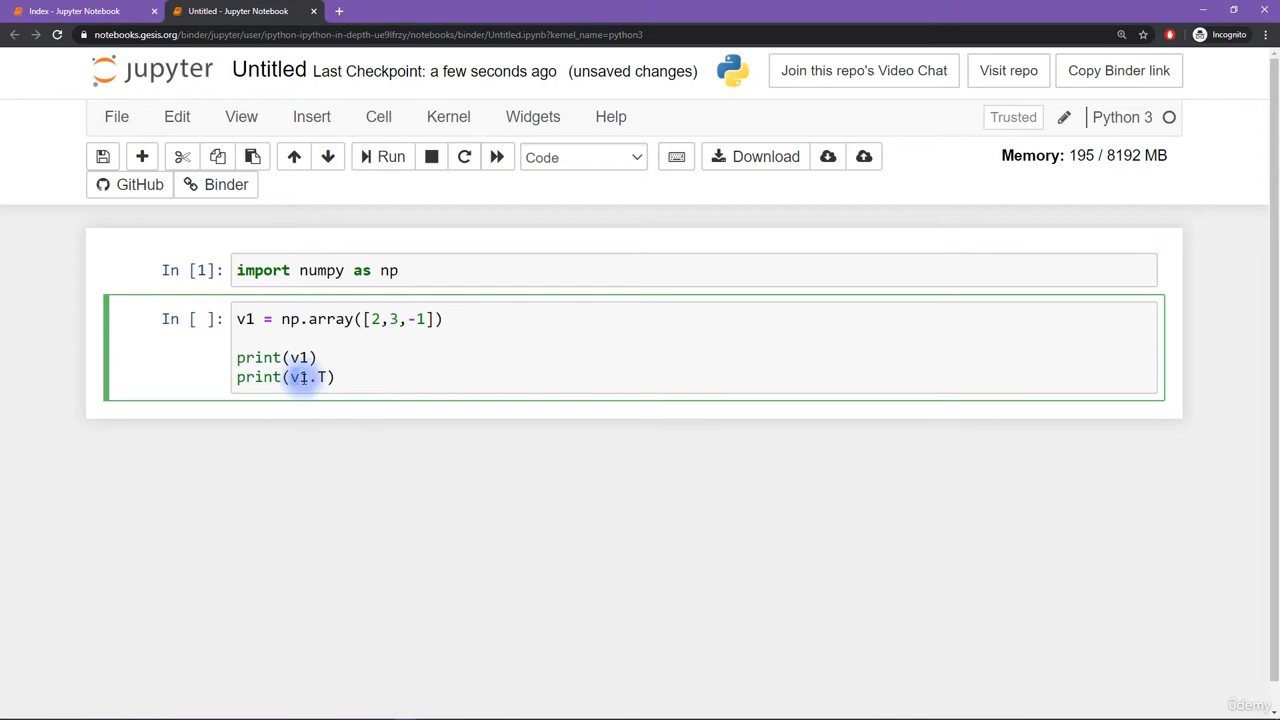 Index - Jupyter Notebook
Untitled - Jupyter Notebook
notebooks.gesis.org/binder/jupyter/user/ipython-ipython-in-depth-ue9lfrzy/notebooks/binder/Untitled.ipynb?kernel_name=python3
Incognito
jupyter Untitled Last Checkpoint: a few seconds ago (unsaved changes)
Join this repo's Video Chat Visit repo Copy Binder link
File Edit View Insert Cell Kernel Widgets Help Trusted Python 3
Run Code Download Memory: 195 / 8192 MB
GitHub Binder
In [1]: import numpy as np
In [ ]: v1 = np.array([2,3,-1])
print(v1)
print(v1.T)
ûdemy